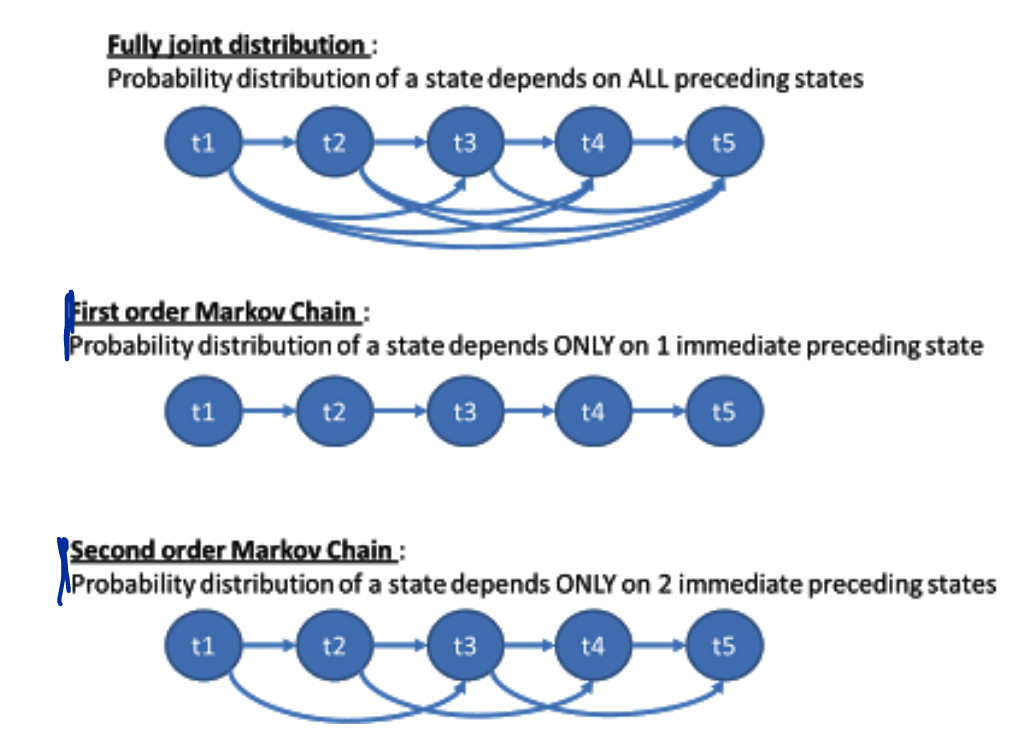 Fully joint distribution :
Probability distribution of a state depends on ALL preceding states
t1 t2 t3 t4 t5
First order Markov Chain :
Probability distribution of a state depends ONLY on 1 immediate preceding state
t1 t2 t3 t4 t5
Second order Markov Chain :
Probability distribution of a state depends ONLY on 2 immediate preceding states
t1 t2 t3 t4 t5